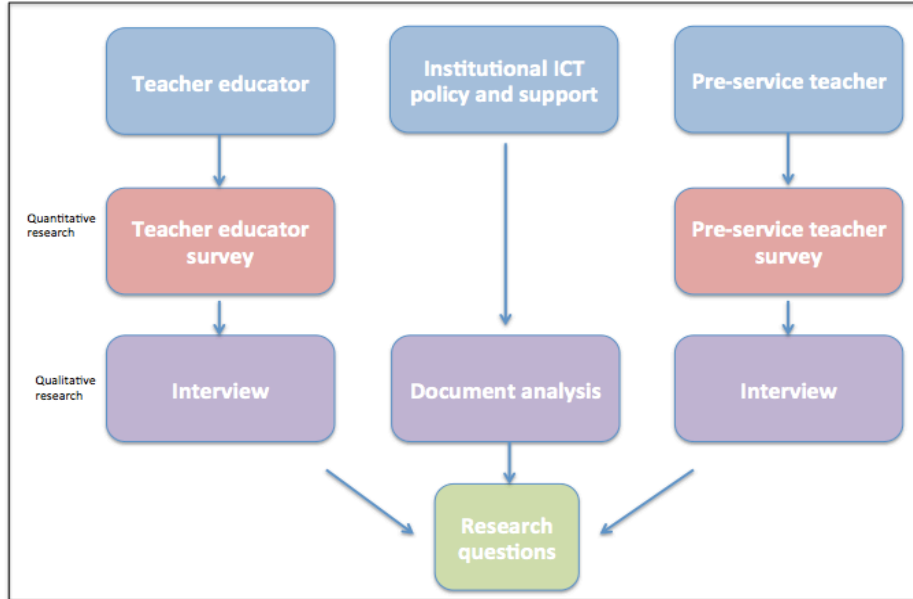 Teacher educator
Institutional ICT
policy and support
Pre-service teacher
Quantitative
research
Teacher educator
survey
Pre-service teacher
survey
Qualitative
research
Interview
Document analysis
Interview
Research
questions